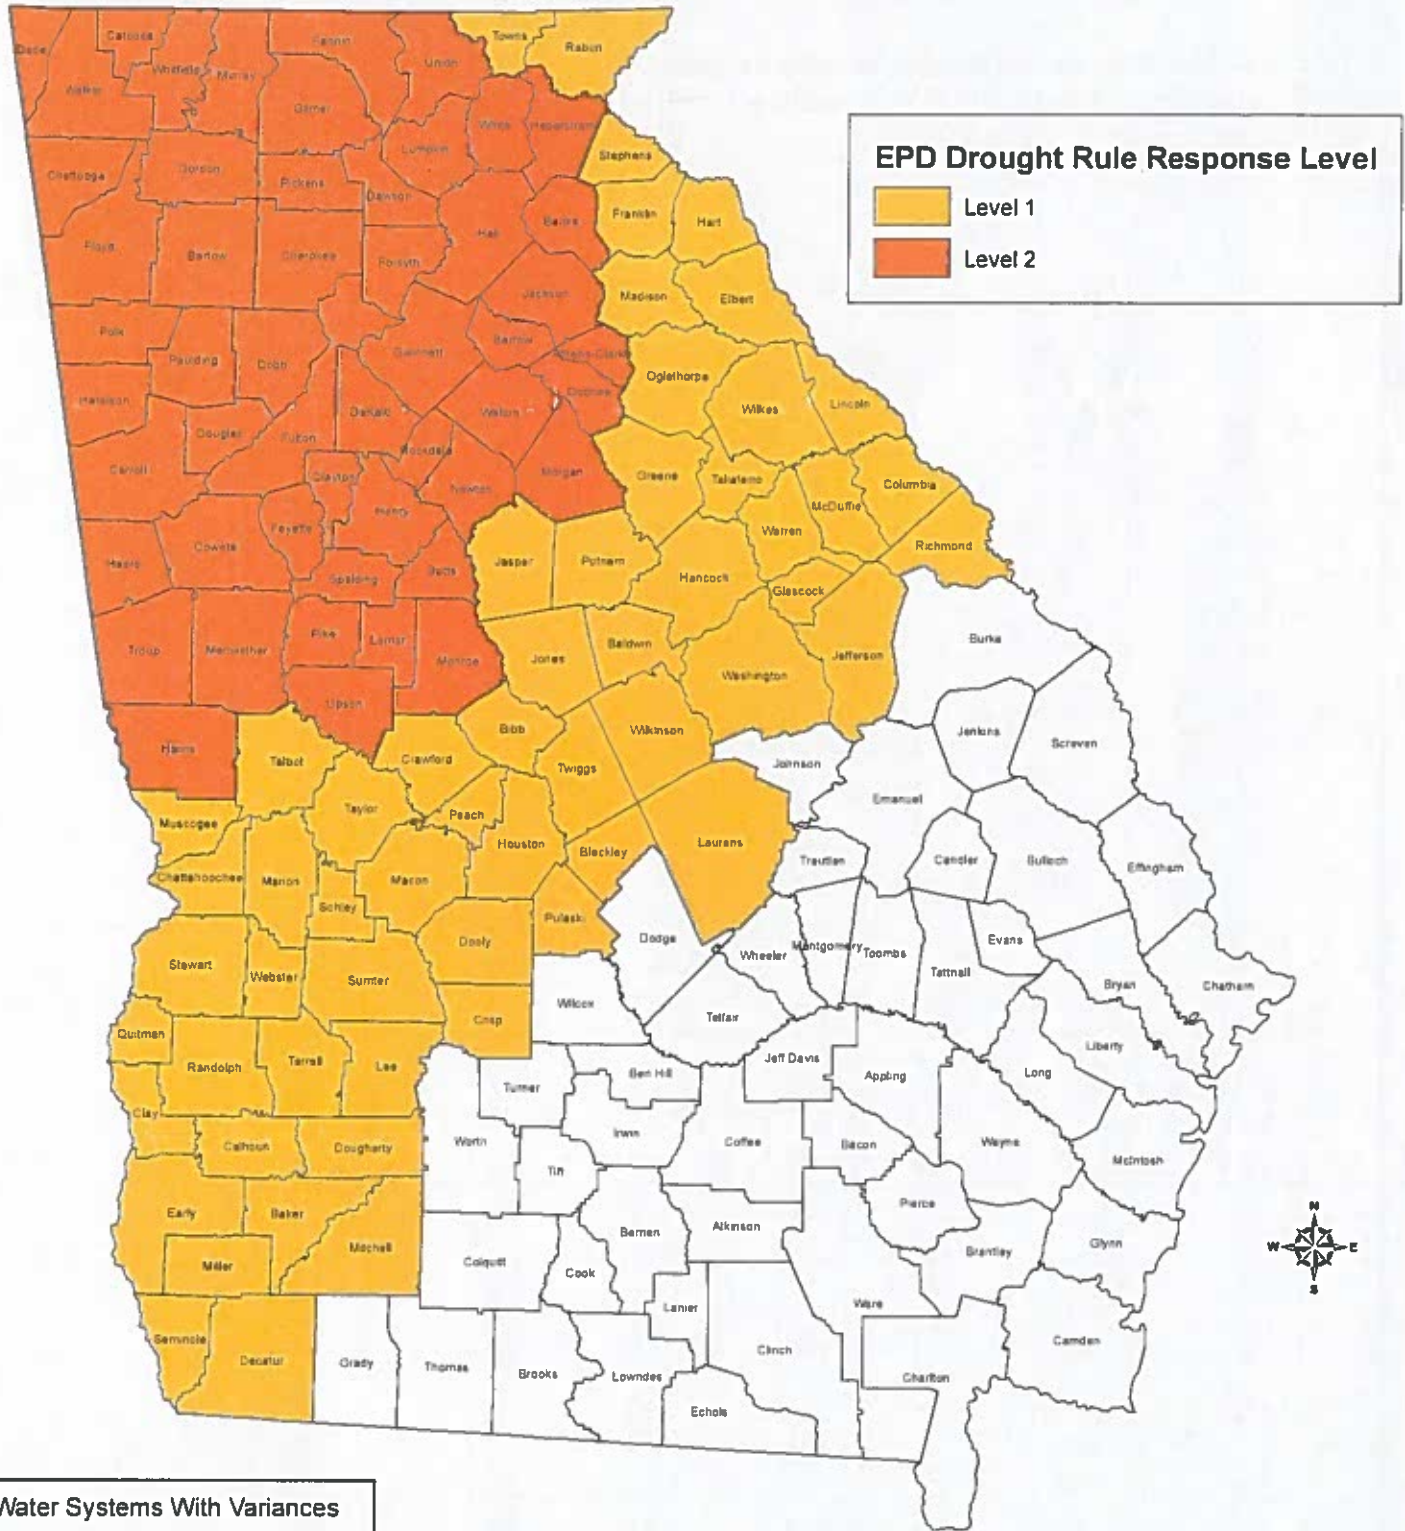 Towns
Rabun
Dade
Catoosa
Fannin
Union
Whitfield
Murray
Walker
Gilmer
White
Habersham
Lumpkin
Stephens
EPD Drought Rule Response Level
Level 1
Level 2
Chattooga
Gordon
Pickens
Dawson
Franklin
Hart
Banks
Hall
Floyd
Bartow
Cherokee
Forsyth
Jackson
Madison
Elbert
Polk
Paulding
Cobb
Gwinnett
Barrow
Athens-Clarke
Oglethorpe
Oconee
Haralson
DeKalb
Walton
Wilkes
Lincoln
Douglas
Fulton
Rockdale
Carroll
Clayton
Newton
Morgan
Greene
Taliaferro
Columbia
McDuffie
Henry
Fayette
Coweta
Warren
Richmond
Heard
Spalding
Butts
Jasper
Putnam
Hancock
Glascock
Troup
Meriwether
Pike
Lamar
Monroe
Jones
Baldwin
Washington
Jefferson
Burke
Upson
Harris
Talbot
Crawford
Bibb
Wilkinson
Twiggs
Johnson
Jenkins
Screven
Taylor
Peach
Emanuel
Muscogee
Houston
Bleckley
Laurens
Treutlen
Candler
Bulloch
Effingham
Chattahoochee
Marion
Macon
Schley
Pulaski
Dooly
Dodge
Wheeler
Montgomery
Toombs
Tattnall
Evans
Stewart
Webster
Sumter
Bryan
Chatham
Wilcox
Crisp
Telfair
Quitman
Randolph
Terrell
Lee
Turner
Ben Hill
Jeff Davis
Appling
Long
Liberty
Clay
Calhoun
Dougherty
Worth
Tift
Irwin
Coffee
Bacon
Wayne
McIntosh
Early
Baker
Mitchell
Miller
Colquitt
Cook
Berrien
Atkinson
Pierce
Brantley
Glynn
N
W
E
S
Lanier
Ware
Seminole
Decatur
Grady
Thomas
Brooks
Lowndes
Clinch
Charlton
Camden
Echols
Water Systems With Variances